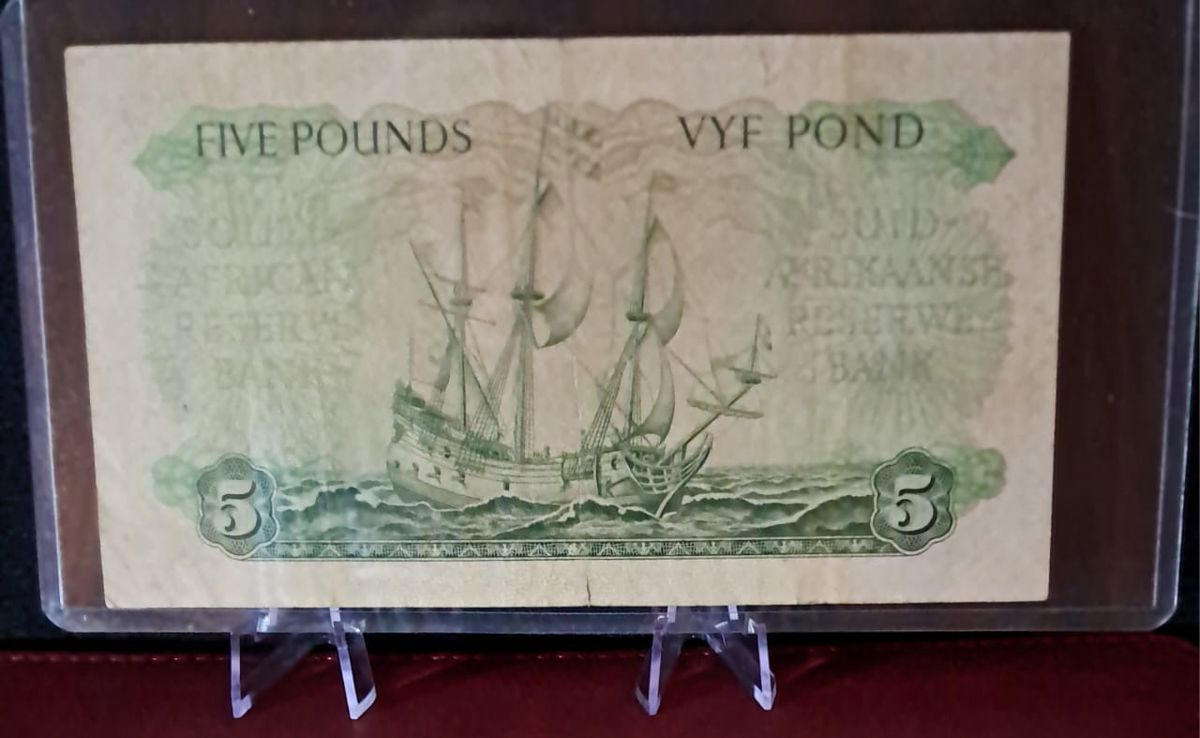 FIVE POUNDS
VYF POND
SOUTH
AFRICAN
RESERVE
BANK
SUID-
AFRIKAANSE
RESERWE
BANK
5
5